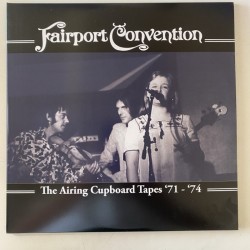 Fairport Convention
The Airing Cupboard Tapes '71 - '74